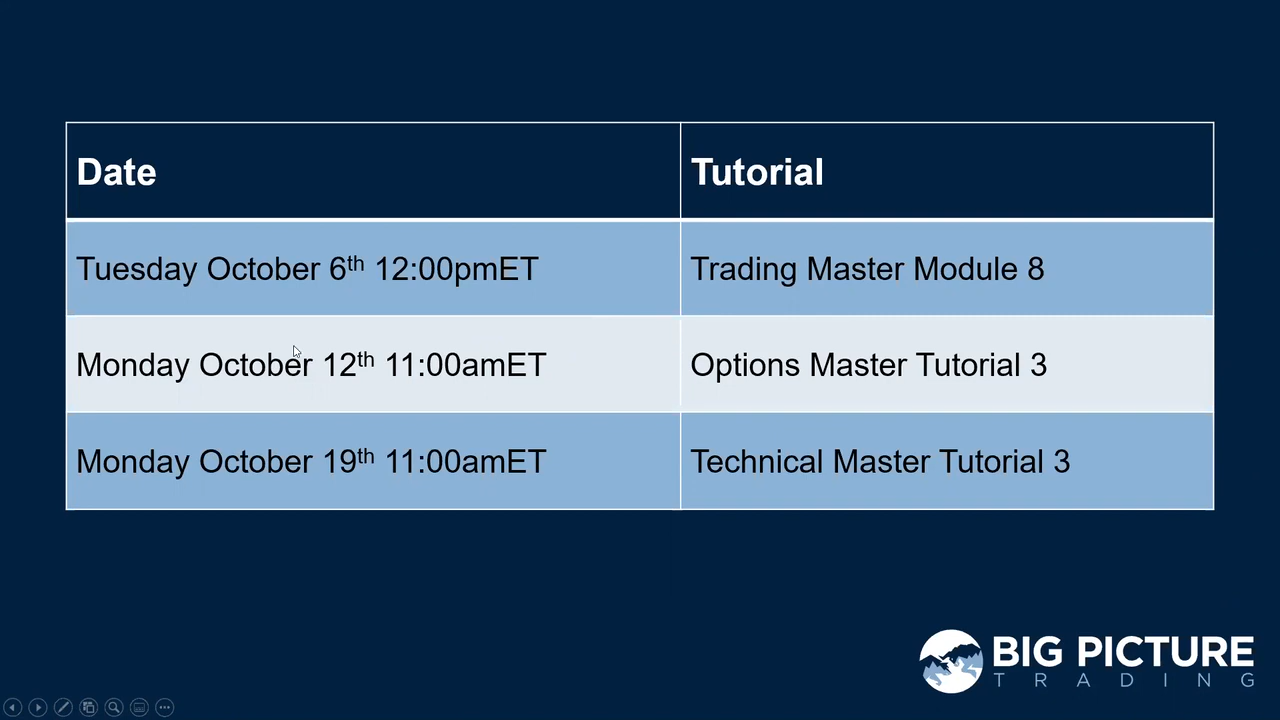 Date Tutorial
Tuesday October 6th 12:00pmET Trading Master Module 8
Monday October 12th 11:00amET Options Master Tutorial 3
Monday October 19th 11:00amET Technical Master Tutorial 3
BIG PICTURE
TRADING